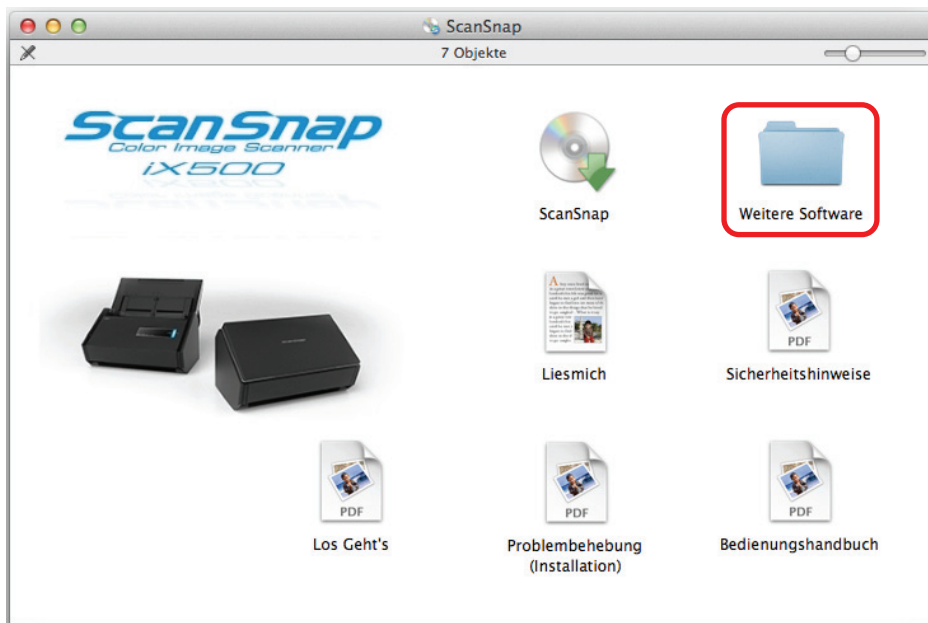 ScanSnap
7 Objekte
ScanSnap
Color Image Scanner
iX500
ScanSnap
Weitere Software
Liesmich
PDF
Sicherheitshinweise
PDF
Los Geht's
PDF
Problembehebung
(Installation)
PDF
Bedienungshandbuch